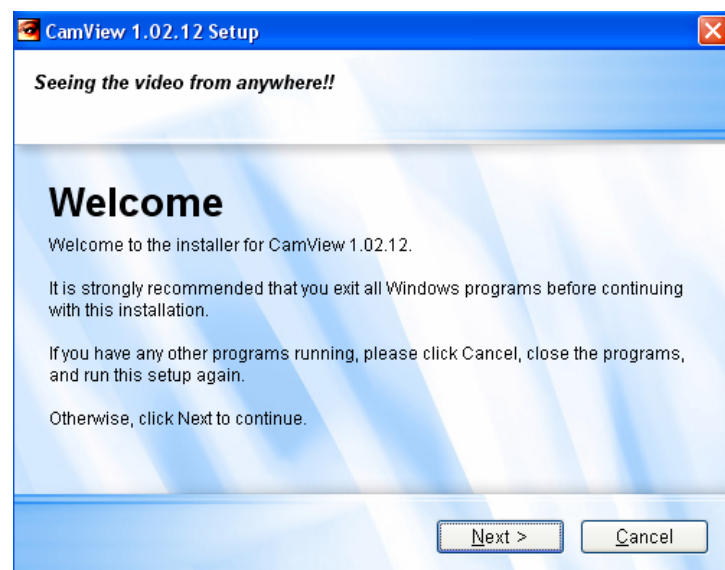 CamView 1.02.12 Setup
Seeing the video from anywhere!!
Welcome
Welcome to the installer for CamView 1.02.12.
It is strongly recommended that you exit all Windows programs before continuing
with this installation.
If you have any other programs running, please click Cancel, close the programs,
and run this setup again.
Otherwise, click Next to continue.
Next >
Cancel